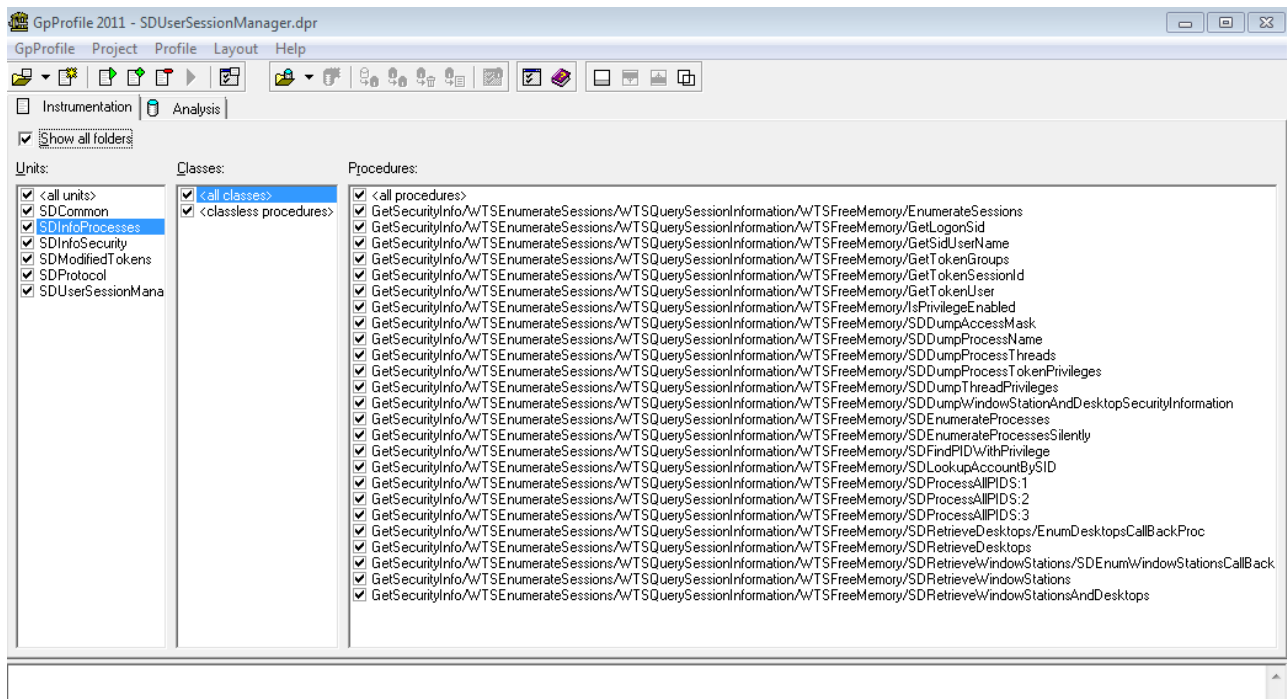 GpProfile 2011 - SDUserSessionManager.dpr
GpProfile Project Profile Layout Help
Instrumentation Analysis
Show all folders
Units: Classes: Procedures:
<all units> <all classes> <all procedures>
SDCommon <classless procedures> GetSecurityInfo/WTSEnumerateSessions/WTSQuerySessionInformation/WTSFreeMemory/EnumerateSessions
SDInfoProcesses GetSecurityInfo/WTSEnumerateSessions/WTSQuerySessionInformation/WTSFreeMemory/GetLogonSid
SDInfoSecurity GetSecurityInfo/WTSEnumerateSessions/WTSQuerySessionInformation/WTSFreeMemory/GetSidUserName
SDModifiedTokens GetSecurityInfo/WTSEnumerateSessions/WTSQuerySessionInformation/WTSFreeMemory/GetTokenGroups
SDProtocol GetSecurityInfo/WTSEnumerateSessions/WTSQuerySessionInformation/WTSFreeMemory/GetTokenSessionId
SDUserSessionMana GetSecurityInfo/WTSEnumerateSessions/WTSQuerySessionInformation/WTSFreeMemory/GetTokenUser
GetSecurityInfo/WTSEnumerateSessions/WTSQuerySessionInformation/WTSFreeMemory/IsPrivilegeEnabled
GetSecurityInfo/WTSEnumerateSessions/WTSQuerySessionInformation/WTSFreeMemory/SDDumpAccessMask
GetSecurityInfo/WTSEnumerateSessions/WTSQuerySessionInformation/WTSFreeMemory/SDDumpProcessName
GetSecurityInfo/WTSEnumerateSessions/WTSQuerySessionInformation/WTSFreeMemory/SDDumpProcessThreads
GetSecurityInfo/WTSEnumerateSessions/WTSQuerySessionInformation/WTSFreeMemory/SDDumpProcessTokenPrivileges
GetSecurityInfo/WTSEnumerateSessions/WTSQuerySessionInformation/WTSFreeMemory/SDDumpThreadPrivileges
GetSecurityInfo/WTSEnumerateSessions/WTSQuerySessionInformation/WTSFreeMemory/SDDumpWindowStationAndDesktopSecurityInformation
GetSecurityInfo/WTSEnumerateSessions/WTSQuerySessionInformation/WTSFreeMemory/SDEnumerateProcesses
GetSecurityInfo/WTSEnumerateSessions/WTSQuerySessionInformation/WTSFreeMemory/SDEnumerateProcessesSilently
GetSecurityInfo/WTSEnumerateSessions/WTSQuerySessionInformation/WTSFreeMemory/SDFindPIDWithPrivilege
GetSecurityInfo/WTSEnumerateSessions/WTSQuerySessionInformation/WTSFreeMemory/SDLookupAccountBySID
GetSecurityInfo/WTSEnumerateSessions/WTSQuerySessionInformation/WTSFreeMemory/SDProcessAllPIDS:1
GetSecurityInfo/WTSEnumerateSessions/WTSQuerySessionInformation/WTSFreeMemory/SDProcessAllPIDS:2
GetSecurityInfo/WTSEnumerateSessions/WTSQuerySessionInformation/WTSFreeMemory/SDProcessAllPIDS:3
GetSecurityInfo/WTSEnumerateSessions/WTSQuerySessionInformation/WTSFreeMemory/SDRetrieveDesktops/EnumDesktopsCallBackProc
GetSecurityInfo/WTSEnumerateSessions/WTSQuerySessionInformation/WTSFreeMemory/SDRetrieveDesktops
GetSecurityInfo/WTSEnumerateSessions/WTSQuerySessionInformation/WTSFreeMemory/SDRetrieveWindowStations/SDEnumWindowStationsCallBack
GetSecurityInfo/WTSEnumerateSessions/WTSQuerySessionInformation/WTSFreeMemory/SDRetrieveWindowStations
GetSecurityInfo/WTSEnumerateSessions/WTSQuerySessionInformation/WTSFreeMemory/SDRetrieveWindowStationsAndDesktops